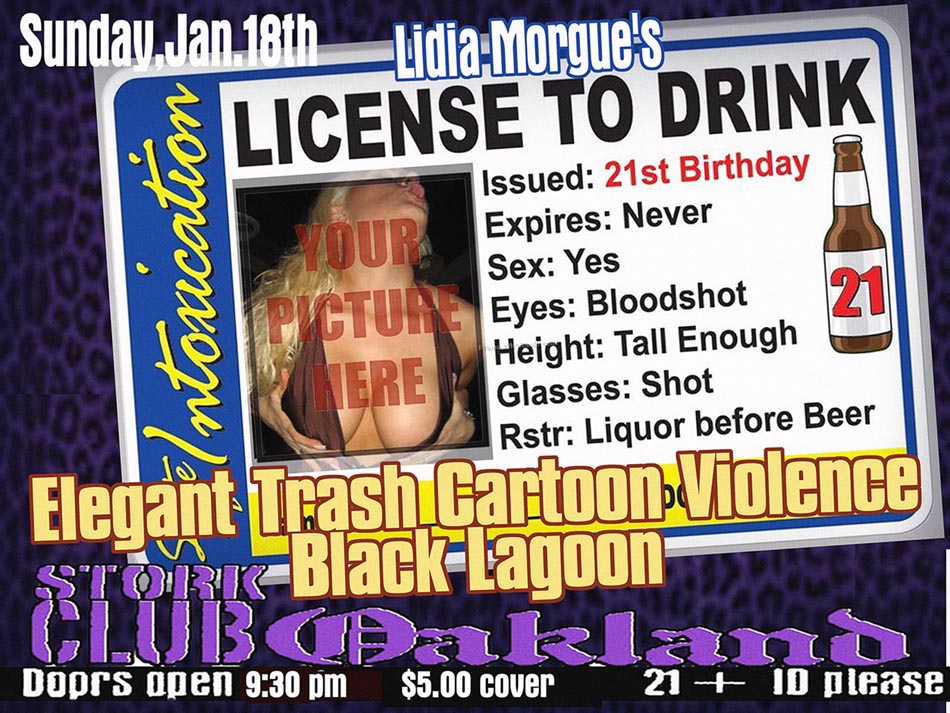 Sunday,Jan.18th
Lidia Morgue's
LICENSE TO DRINK
State/Intoxication
YOUR
PICTURE
HERE
Issued: 21st Birthday
Expires: Never
Sex: Yes
Eyes: Bloodshot
Height: Tall Enough
Glasses: Shot
Rstr: Liquor before Beer
21
Elegant Trash Cartoon Violence
Black Lagoon
STORK
CLUB Oakland
Doors open 9:30 pm $5.00 cover 21 + ID please